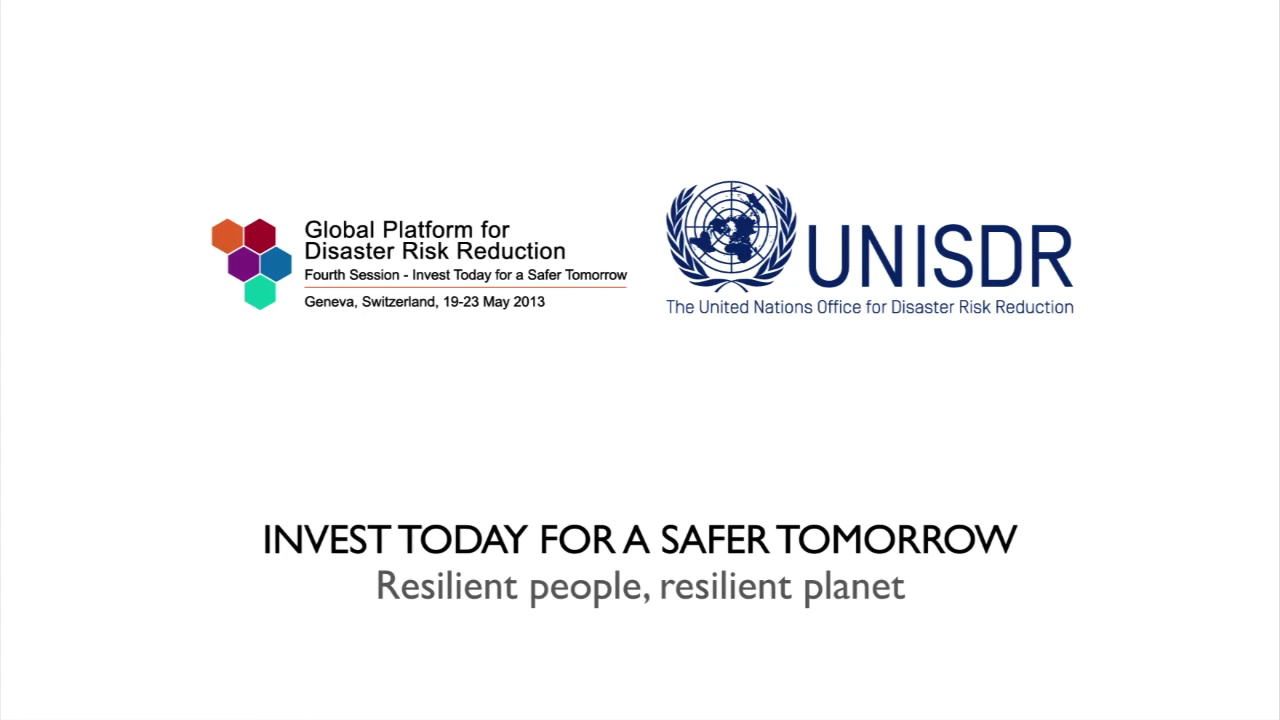 Global Platform for
Disaster Risk Reduction
Fourth Session - Invest Today for a Safer Tomorrow
Geneva, Switzerland, 19-23 May 2013
UNISDR
The United Nations Office for Disaster Risk Reduction
INVEST TODAY FOR A SAFER TOMORROW
Resilient people, resilient planet